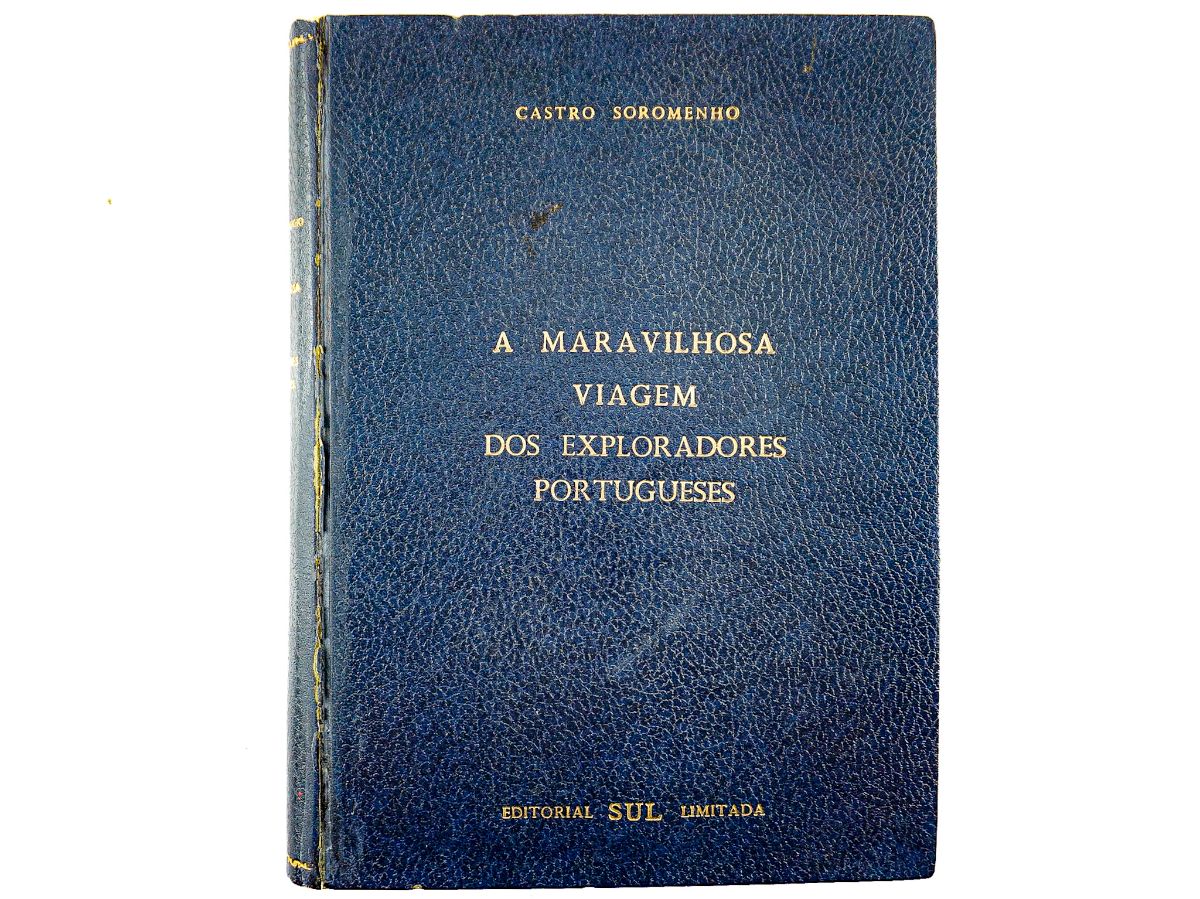 CASTRO SOROMENHO
A MARAVILHOSA
VIAGEM
DOS EXPLORADORES
PORTUGUESES
EDITORIAL SUL LIMITADA